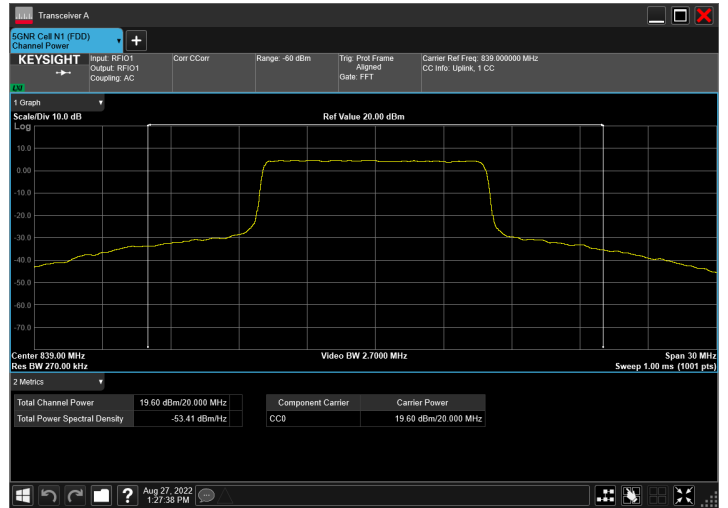 Transceiver A
5GNR Cell N1 (FDD)
Channel Power
KEYSIGHT
LXI
Input: RFIO1
Output: RFIO1
Coupling: AC
Corr CCorr
Range: -60 dBm
Trig: Prot Frame
Aligned
Gate: FFT
Carrier Ref Freq: 839.000000 MHz
CC Info: Uplink, 1 CC
1 Graph
Scale/Div 10.0 dB
Ref Value 20.00 dBm
Log
10.0
0.00
-10.0
-20.0
-30.0
-40.0
-50.0
-60.0
-70.0
Center 839.00 MHz
Video BW 2.7000 MHz
Span 30 MHz
Res BW 270.00 kHz
Sweep 1.00 ms (1001 pts)
2 Metrics
Total Channel Power 19.60 dBm/20.000 MHz
Total Power Spectral Density -53.41 dBm/Hz
Component Carrier Carrier Power
CC0 19.60 dBm/20.000 MHz
?
Aug 27, 2022
1:27:38 PM